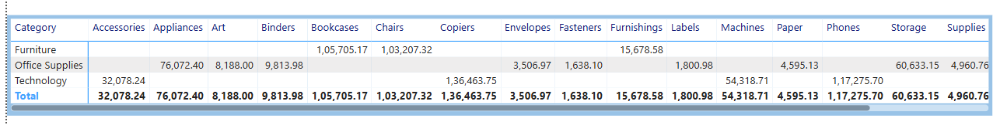 Category Accessories Appliances Art Binders Bookcases Chairs Copiers Envelopes Fasteners Furnishings Labels Machines Paper Phones Storage Supplies
Furniture 1,05,705.17 1,03,207.32 15,678.58
Office Supplies 76,072.40 8,188.00 9,813.98 3,506.97 1,638.10 1,800.98 4,595.13 60,633.15 4,960.76
Technology 32,078.24 1,36,463.75 54,318.71 1,17,275.70
Total 32,078.24 76,072.40 8,188.00 9,813.98 1,05,705.17 1,03,207.32 1,36,463.75 3,506.97 1,638.10 15,678.58 1,800.98 54,318.71 4,595.13 1,17,275.70 60,633.15 4,960.76